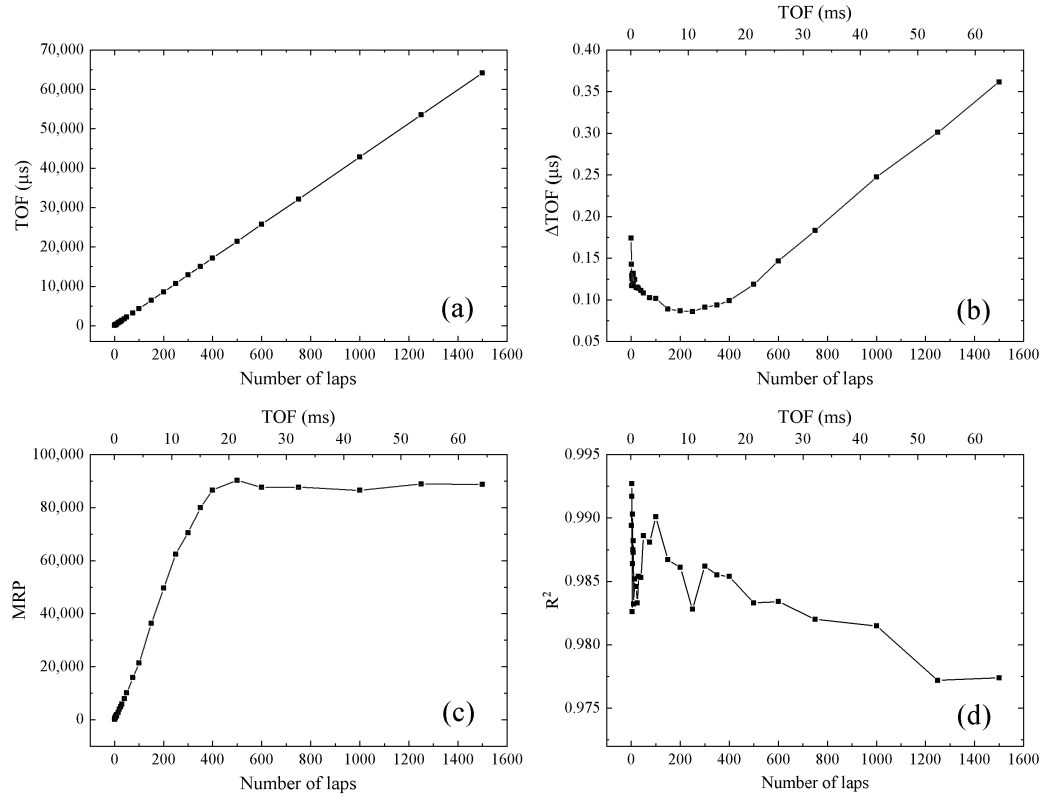 TOF (ms)
0 10 20 30 40 50 60
70,000
60,000
50,000
40,000
30,000
20,000
10,000
0
TOF (μs)
(a)
0 200 400 600 800 1000 1200 1400 1600
Number of laps
0.40
0.35
0.30
0.25
0.20
0.15
0.10
0.05
ΔTOF (μs)
(b)
0 200 400 600 800 1000 1200 1400 1600
Number of laps
TOF (ms)
0 10 20 30 40 50 60
100,000
80,000
60,000
40,000
20,000
0
MRP
(c)
0 200 400 600 800 1000 1200 1400 1600
Number of laps
TOF (ms)
0 10 20 30 40 50 60
0.995
0.990
0.985
0.980
0.975
R²
(d)
0 200 400 600 800 1000 1200 1400 1600
Number of laps